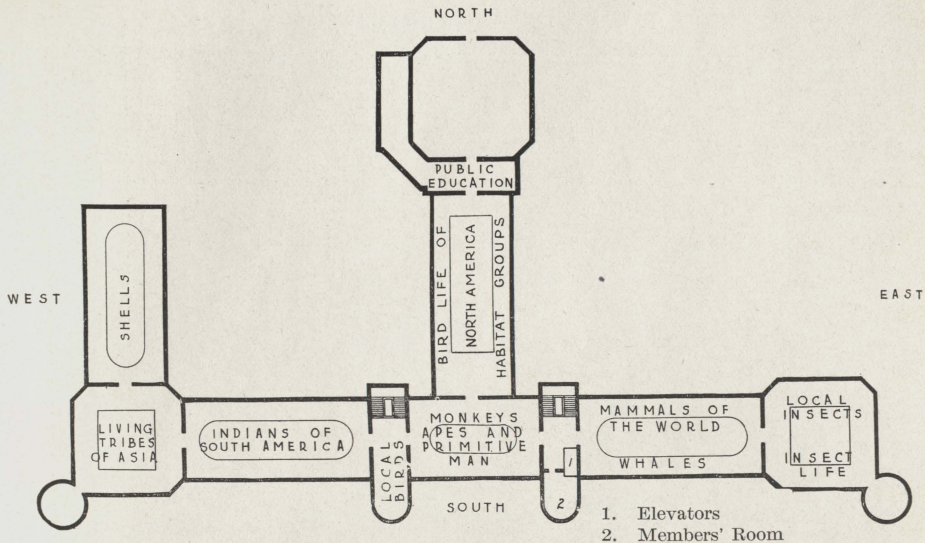 NORTH
PUBLIC
EDUCATION
BIRD LIFE OF
NORTH AMERICA
HABITAT GROUPS
SHELLS
WEST
EAST
LIVING
TRIBES
OF ASIA
INDIANS OF
SOUTH AMERICA
LOCAL
BIRDS
MONKEYS
APES AND
PRIMITIVE
MAN
MAMMALS OF
THE WORLD
WHALES
LOCAL
INSECTS
INSECT
LIFE
1
2
SOUTH
1. Elevators
2. Members' Room